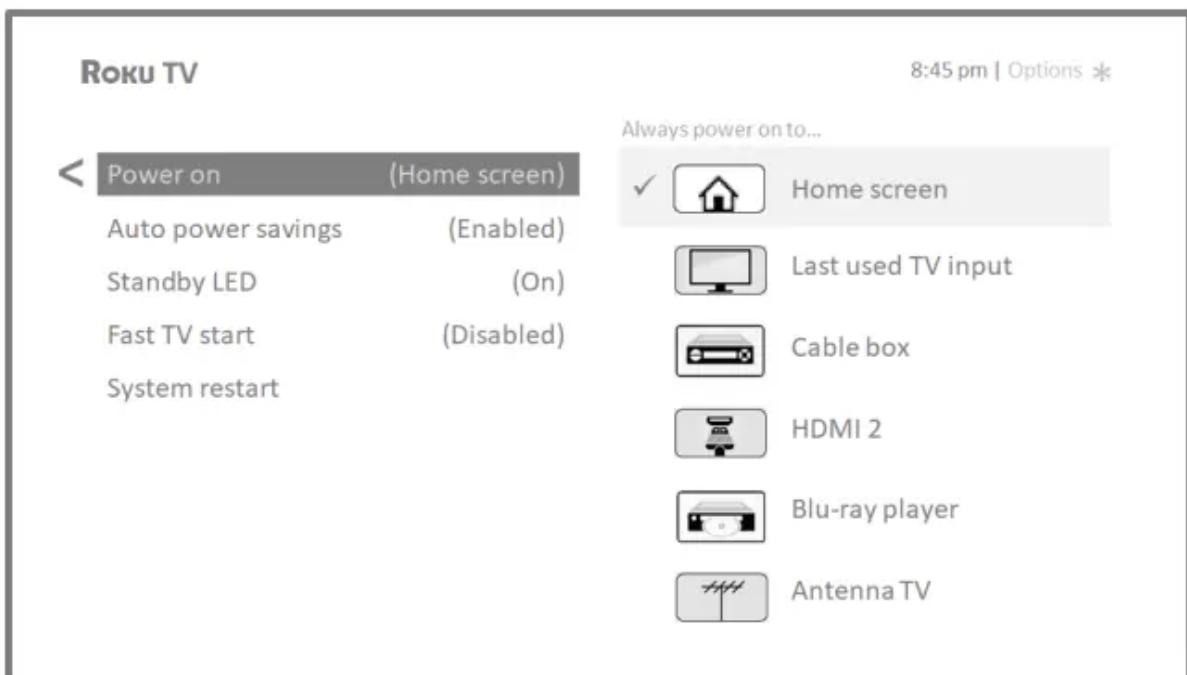 ROKU TV
8:45 pm | Options ✱
Always power on to...
< Power on (Home screen)
Auto power savings (Enabled)
Standby LED (On)
Fast TV start (Disabled)
System restart
✓ Home screen
Last used TV input
Cable box
HDMI 2
Blu-ray player
Antenna TV